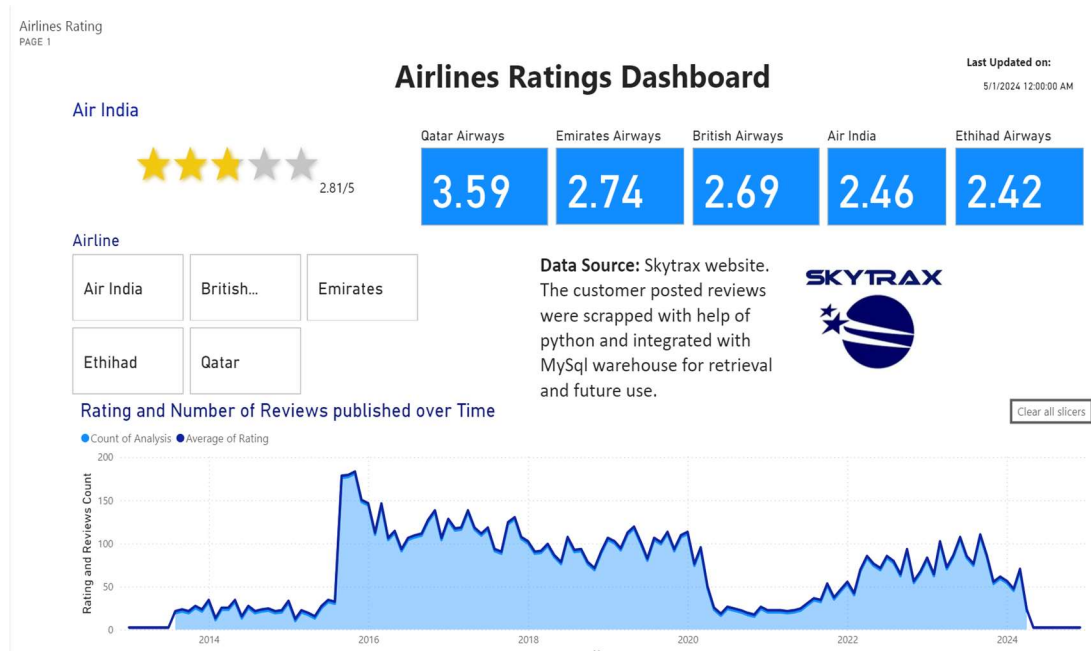 Airlines Rating
PAGE 1
Airlines Ratings Dashboard
Last Updated on:
5/1/2024 12:00:00 AM
Air India
2.81/5
Qatar Airways
Emirates Airways
British Airways
Air India
Ethihad Airways
3.59
2.74
2.69
2.46
2.42
Airline
Air India
British...
Emirates
Ethihad
Qatar
Data Source: Skytrax website.
The customer posted reviews
were scrapped with help of
python and integrated with
MySql warehouse for retrieval
and future use.
SKYTRAX
Rating and Number of Reviews published over Time
Clear all slicers
Count of Analysis
Average of Rating
Rating and Reviews Count
200
150
100
50
0
2014
2016
2018
2020
2022
2024